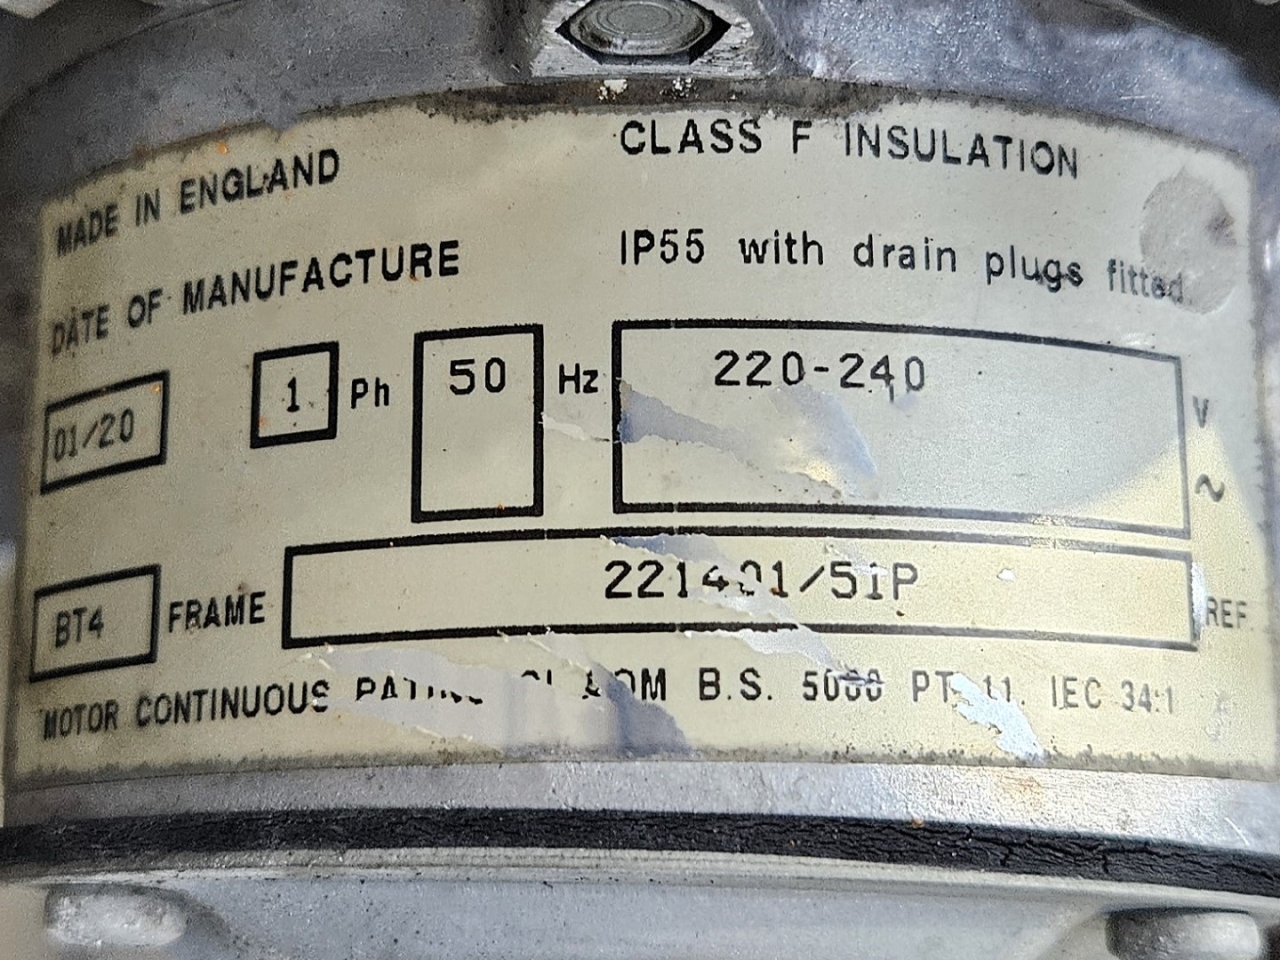 MADE IN ENGLAND
CLASS F INSULATION
DATE OF MANUFACTURE
IP55 with drain plugs fitted.
01/20
1 Ph
50 Hz
220-240 V ~
BT4 FRAME
REF.
MOTOR CONTINUOUS B.S. PT. 11. IEC 34:1